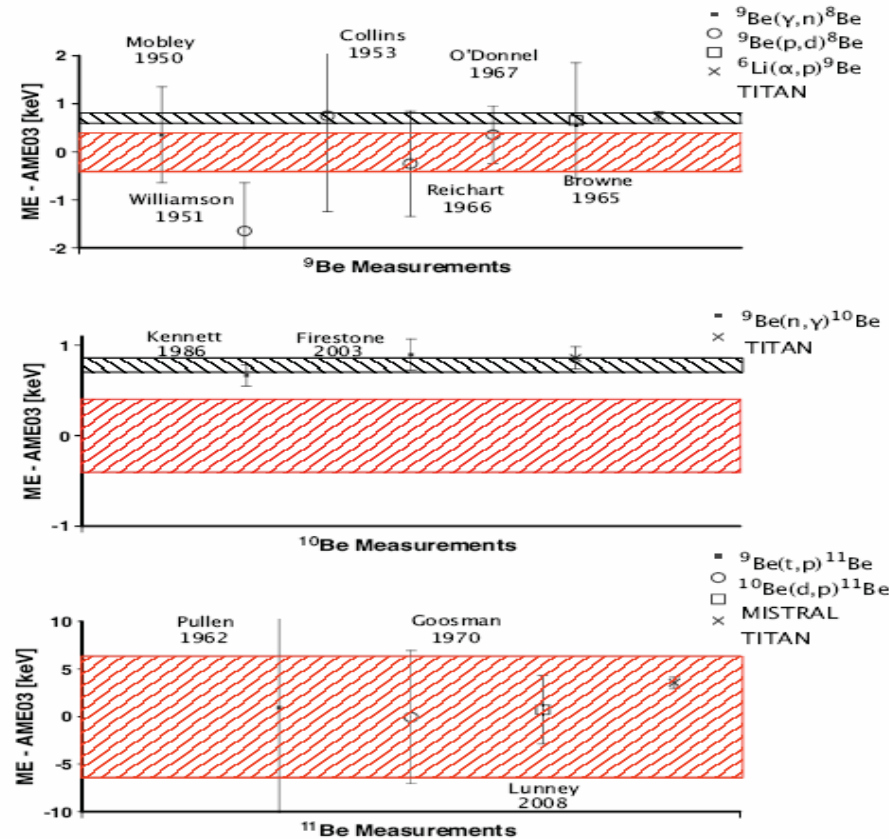 ⁹Be(γ,n)⁸Be
⁹Be(p,d)⁸Be
⁶Li(α,p)⁹Be
TITAN
Mobley
1950
Collins
1953
O'Donnel
1967
Williamson
1951
Reichart
1966
Browne
1965
ME - AME03 [keV]
2
1
0
-1
-2
⁹Be Measurements
⁹Be(n,γ)¹⁰Be
TITAN
Kennett
1986
Firestone
2003
ME - AME03 [keV]
1
0
-1
¹⁰Be Measurements
⁹Be(t,p)¹¹Be
¹⁰Be(d,p)¹¹Be
MISTRAL
TITAN
Pullen
1962
Goosman
1970
Lunney
2008
ME - AME03 [keV]
10
5
0
-5
-10
¹¹Be Measurements